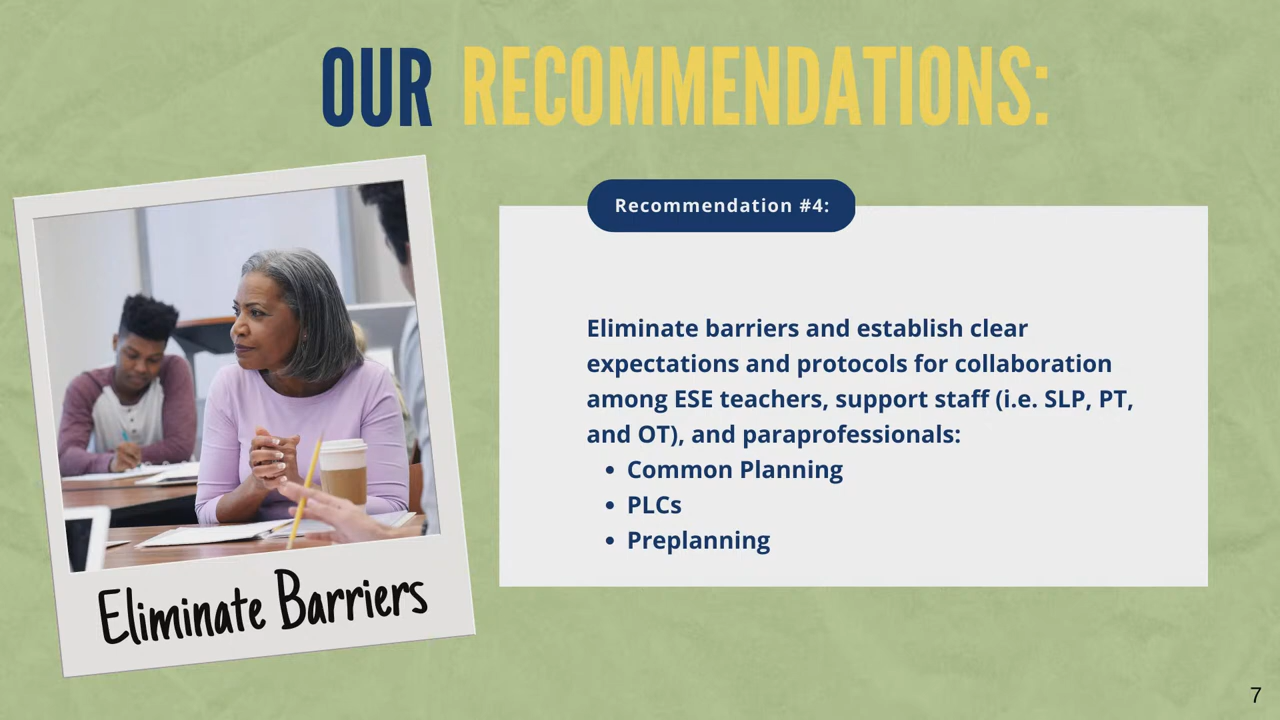 OUR RECOMMENDATIONS:
Recommendation #4:
Eliminate barriers and establish clear
expectations and protocols for collaboration
among ESE teachers, support staff (i.e. SLP, PT,
and OT), and paraprofessionals:
• Common Planning
• PLCs
• Preplanning
Eliminate Barriers
7